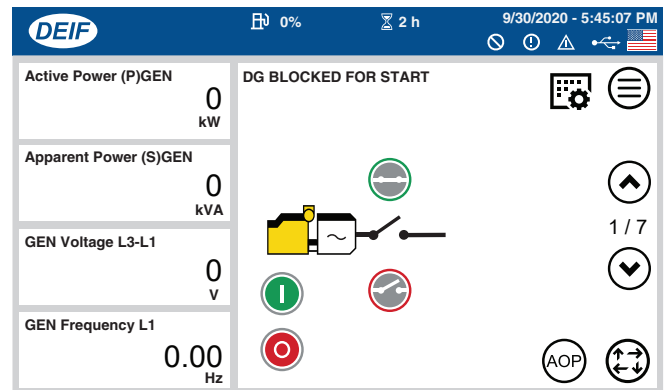 DEIF
0%
2 h
9/30/2020 - 5:45:07 PM
Active Power (P)GEN
0
kW
Apparent Power (S)GEN
0
kVA
GEN Voltage L3-L1
0
V
GEN Frequency L1
0.00
Hz
DG BLOCKED FOR START
1 / 7
I
O
AOP